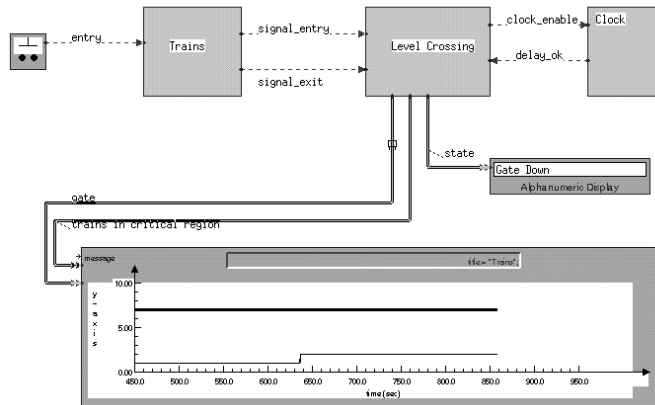 entry
Trains
signal_entry
signal_exit
Level Crossing
clock_enable
delay_ok
Clock
state
Gate Down
Alphanumeric Display
gate
trains in critical region
message
title= "Trains";
y-axis
10.00
5.00
0.00
450.0 500.0 550.0 600.0 650.0 700.0 750.0 800.0 850.0 900.0 950.0
time(sec)